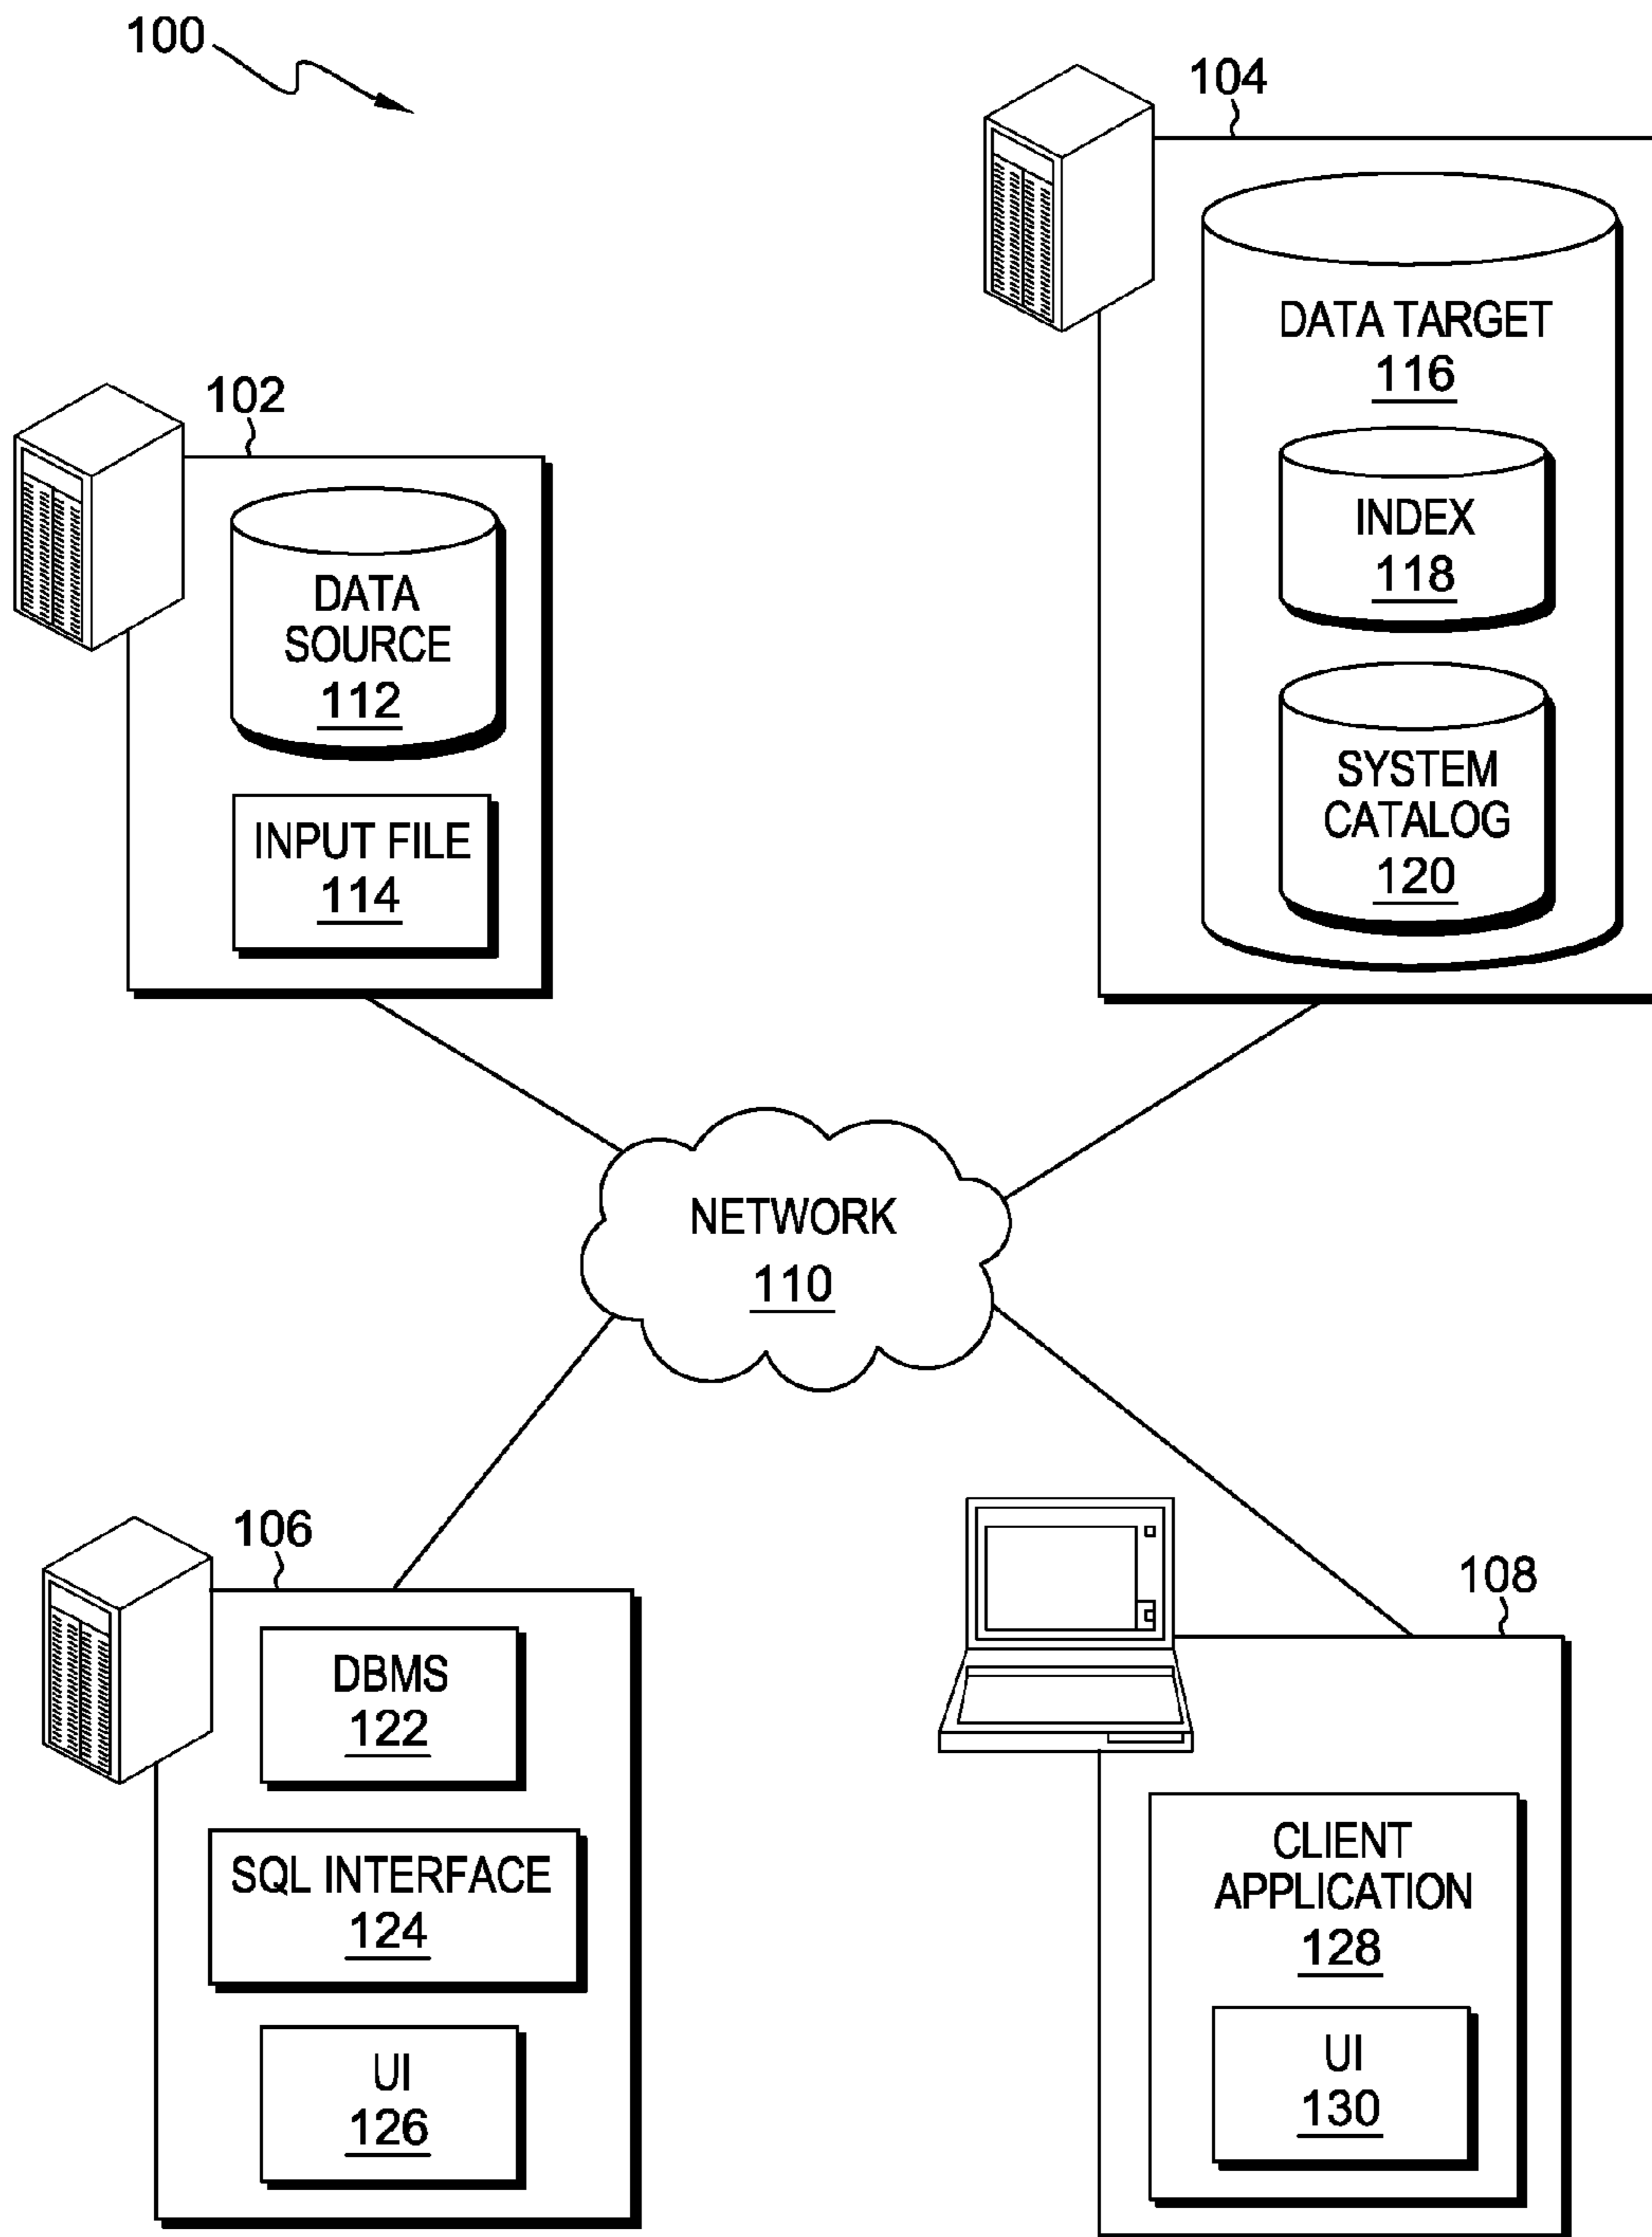 100
104
DATA TARGET
116
INDEX
118
SYSTEM
CATALOG
120
102
DATA
SOURCE
112
INPUT FILE
114
NETWORK
110
106
DBMS
122
SQL INTERFACE
124
UI
126
108
CLIENT
APPLICATION
128
UI
130